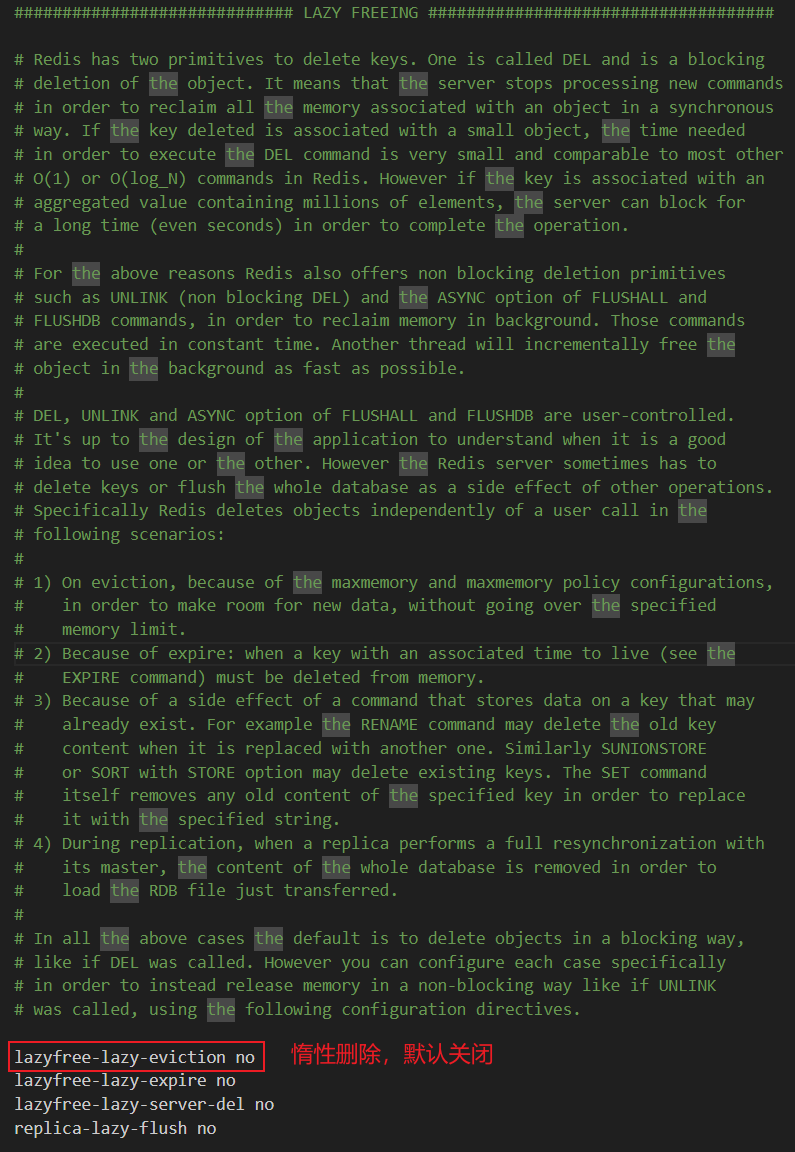 ############################# LAZY FREEING ####################################
# Redis has two primitives to delete keys. One is called DEL and is a blocking
# deletion of the object. It means that the server stops processing new commands
# in order to reclaim all the memory associated with an object in a synchronous
# way. If the key deleted is associated with a small object, the time needed
# in order to execute the DEL command is very small and comparable to most other
# O(1) or O(log_N) commands in Redis. However if the key is associated with an
# aggregated value containing millions of elements, the server can block for
# a long time (even seconds) in order to complete the operation.
#
# For the above reasons Redis also offers non blocking deletion primitives
# such as UNLINK (non blocking DEL) and the ASYNC option of FLUSHALL and
# FLUSHDB commands, in order to reclaim memory in background. Those commands
# are executed in constant time. Another thread will incrementally free the
# object in the background as fast as possible.
#
# DEL, UNLINK and ASYNC option of FLUSHALL and FLUSHDB are user-controlled.
# It's up to the design of the application to understand when it is a good
# idea to use one or the other. However the Redis server sometimes has to
# delete keys or flush the whole database as a side effect of other operations.
# Specifically Redis deletes objects independently of a user call in the
# following scenarios:
#
# 1) On eviction, because of the maxmemory and maxmemory policy configurations,
#    in order to make room for new data, without going over the specified
#    memory limit.
# 2) Because of expire: when a key with an associated time to live (see the
#    EXPIRE command) must be deleted from memory.
# 3) Because of a side effect of a command that stores data on a key that may
#    already exist. For example the RENAME command may delete the old key
#    content when it is replaced with another one. Similarly SUNIONSTORE
#    or SORT with STORE option may delete existing keys. The SET command
#    itself removes any old content of the specified key in order to replace
#    it with the specified string.
# 4) During replication, when a replica performs a full resynchronization with
#    its master, the content of the whole database is removed in order to
#    load the RDB file just transferred.
#
# In all the above cases the default is to delete objects in a blocking way,
# like if DEL was called. However you can configure each case specifically
# in order to instead release memory in a non-blocking way like if UNLINK
# was called, using the following configuration directives.
lazyfree-lazy-eviction no 惰性删除，默认关闭
lazyfree-lazy-expire no
lazyfree-lazy-server-del no
replica-lazy-flush no